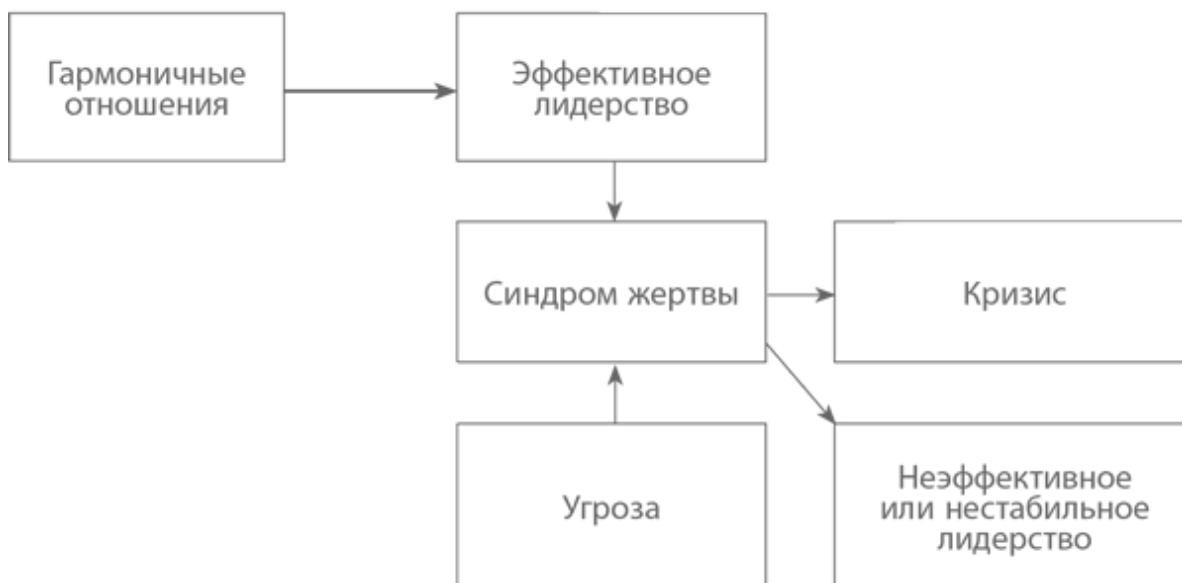 Гармоничные
отношения
Эффективное
лидерство
Синдром жертвы
Кризис
Угроза
Неэффективное
или нестабильное
лидерство